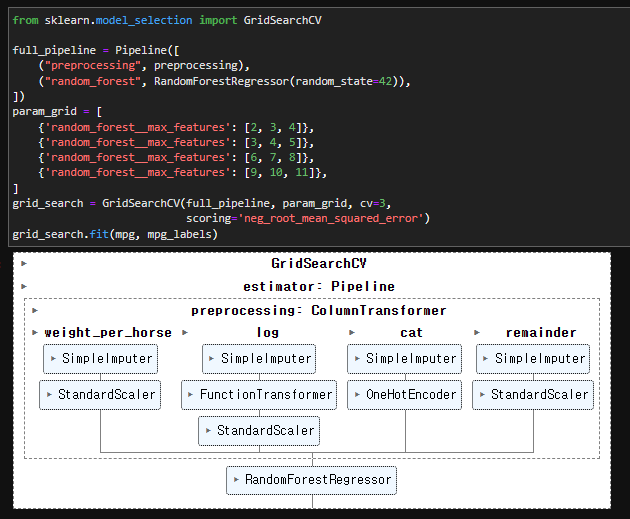 from sklearn.model_selection import GridSearchCV
full_pipeline = Pipeline([
    ("preprocessing", preprocessing),
    ("random_forest", RandomForestRegressor(random_state=42)),
])
param_grid = [
    {'random_forest__max_features': [2, 3, 4]},
    {'random_forest__max_features': [3, 4, 5]},
    {'random_forest__max_features': [6, 7, 8]},
    {'random_forest__max_features': [9, 10, 11]},
]
grid_search = GridSearchCV(full_pipeline, param_grid, cv=3,
                           scoring='neg_root_mean_squared_error')
grid_search.fit(mpg, mpg_labels)
▸ GridSearchCV
▸ estimator: Pipeline
▸ preprocessing: ColumnTransformer
▸ weight_per_horse ▸ log ▸ cat ▸ remainder
▸ SimpleImputer ▸ SimpleImputer ▸ SimpleImputer ▸ SimpleImputer
▸ StandardScaler ▸ FunctionTransformer ▸ OneHotEncoder ▸ StandardScaler
▸ StandardScaler
▸ RandomForestRegressor